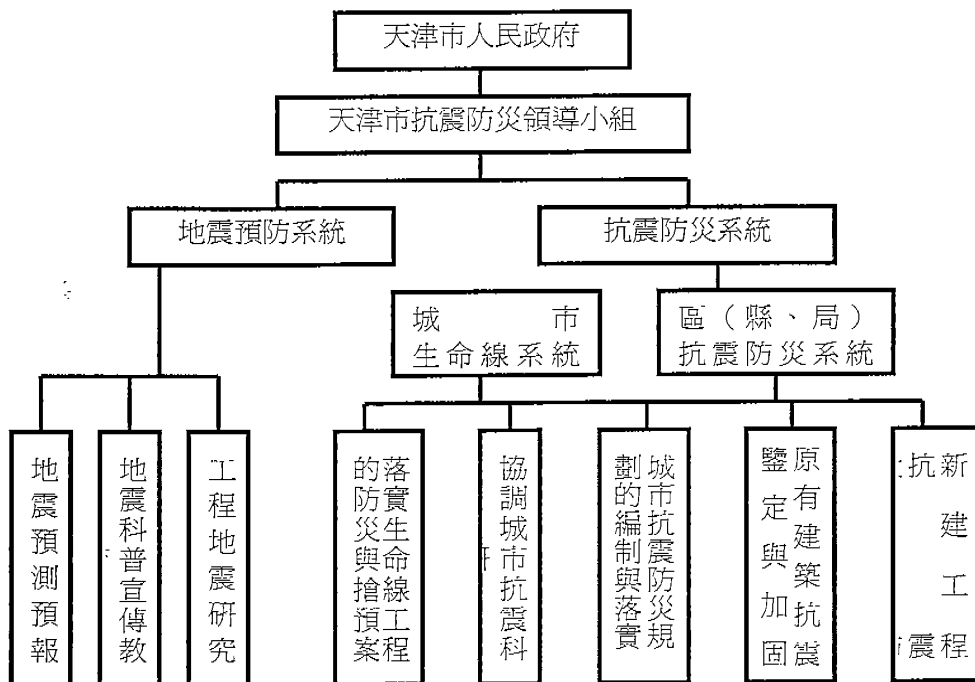 天津市人民政府
天津市抗震防災領導小組
地震預防系統
抗震防災系統
城市
生命線系統
區（縣、局）
抗震防災系統
地震預測預報
地震科普宣傳教
工程地震研究
落實生命線工程
的防災與搶預案
協調城市抗震科
城市抗震防災規
劃的編制與落實
原有建築抗震
鑒定與加固
新建工程
抗震